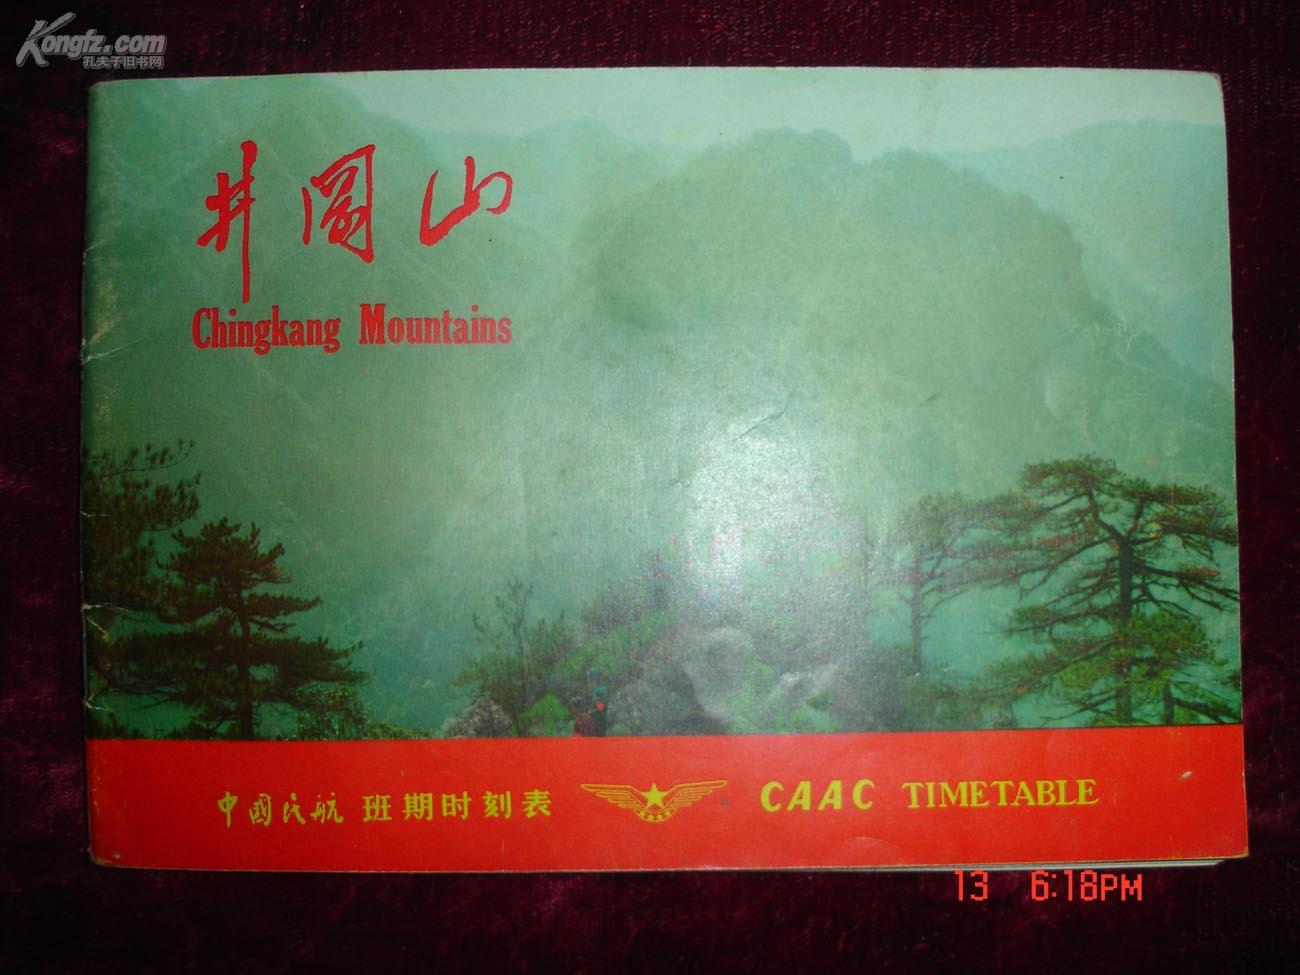 Kongfz.com
孔夫子旧书网
井冈山
Chingkang Mountains
中國民航 班期时刻表 CAAC TIMETABLE
13 6:18PM